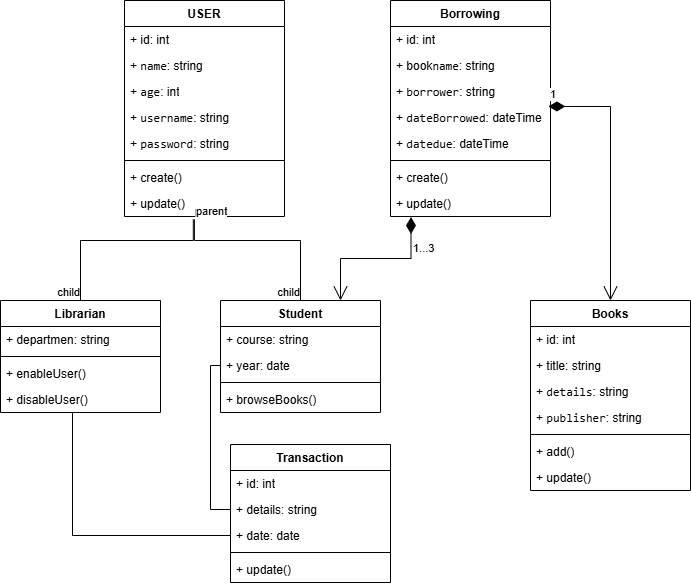 USER
+ id: int
+ name: string
+ age: int
+ username: string
+ password: string
+ create()
+ update()
parent
Borrowing
+ id: int
+ bookname: string
+ borrower: string
+ dateBorrowed: dateTime
+ datedue: dateTime
+ create()
+ update()
1
1...3
child
child
Librarian
+ departmen: string
+ enableUser()
+ disableUser()
Student
+ course: string
+ year: date
+ browseBooks()
Books
+ id: int
+ title: string
+ details: string
+ publisher: string
+ add()
+ update()
Transaction
+ id: int
+ details: string
+ date: date
+ update()